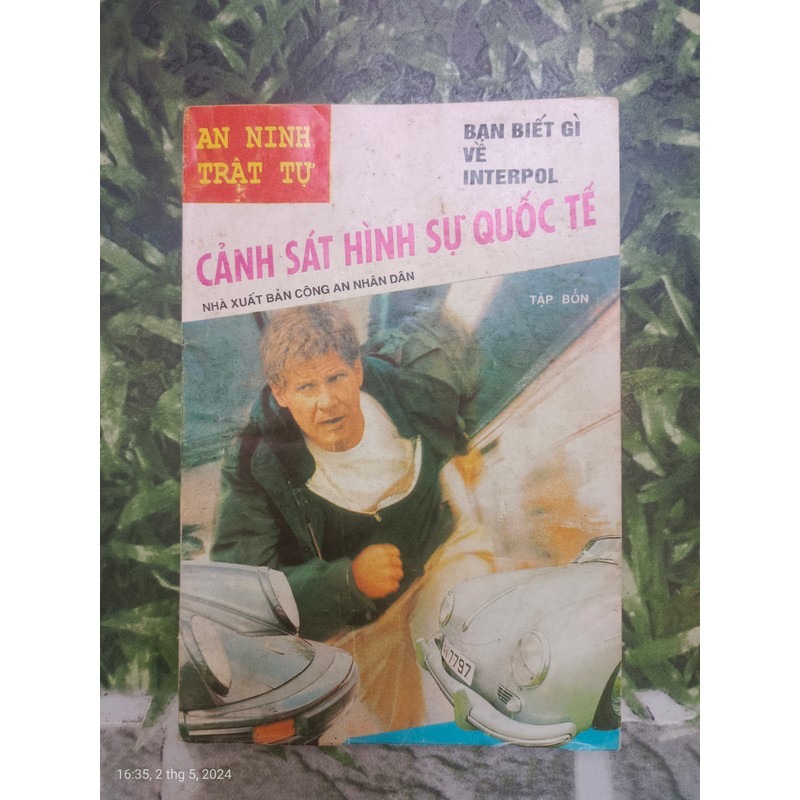 AN NINH
TRẬT TỰ
BẠN BIẾT GÌ
VỀ
INTERPOL
CẢNH SÁT HÌNH SỰ QUỐC TẾ
NHÀ XUẤT BẢN CÔNG AN NHÂN DÂN
TẬP BỐN
7797
16:35, 2 thg 5, 2024